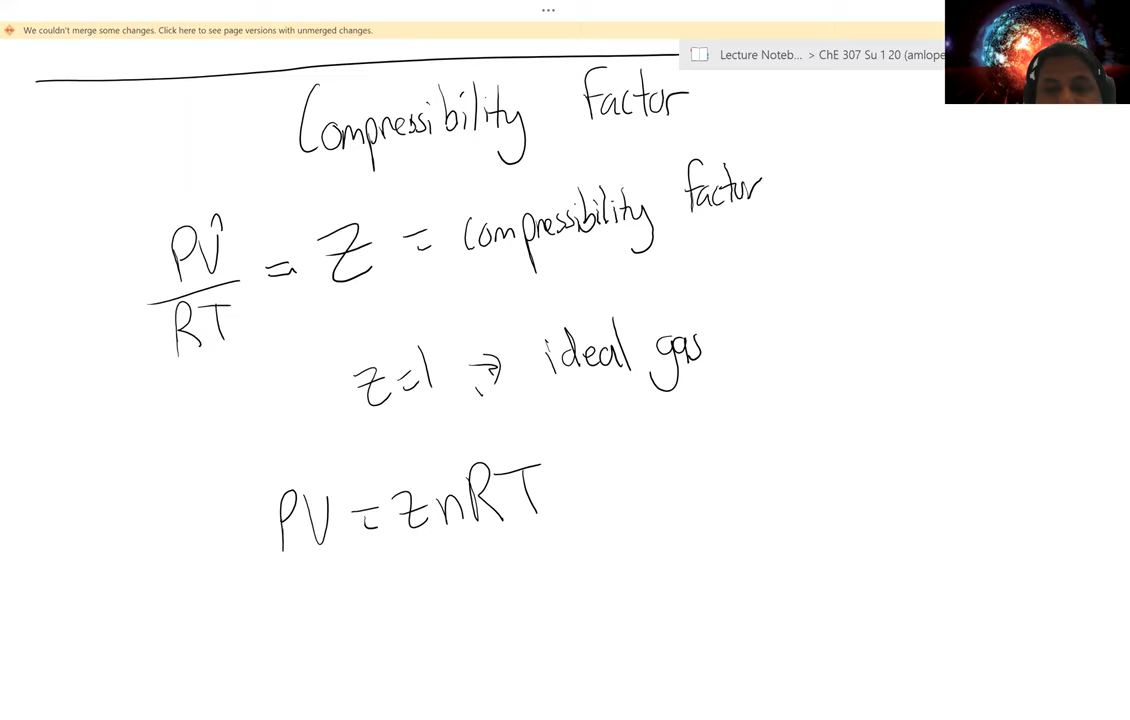 We couldn't merge some changes. Click here to see page versions with unmerged changes.
Lecture Noteb... > ChE 307 Su 1 20 (amlope
Compressibility Factor
PV̂/RT = Z = compressibility factor
z=1 ⇒ ideal gas
PV = znRT